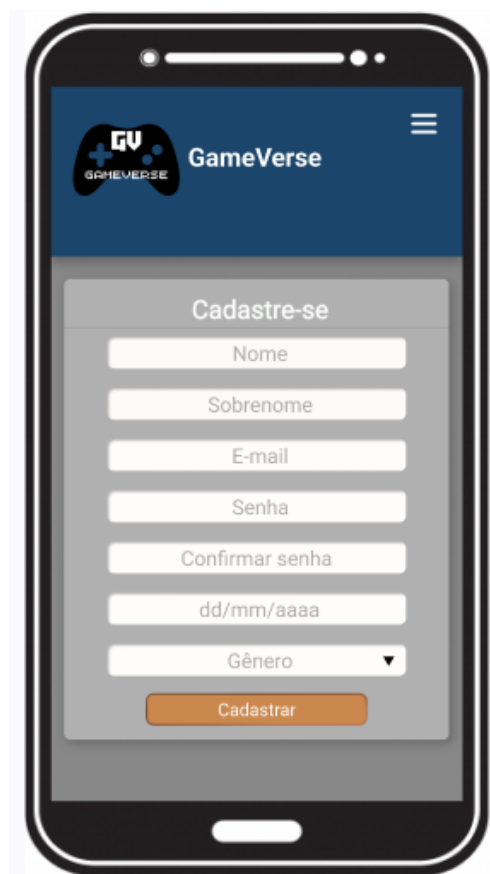 GV
GAMEVERSE
GameVerse
Cadastre-se
Nome
Sobrenome
E-mail
Senha
Confirmar senha
dd/mm/aaaa
Gênero
Cadastrar